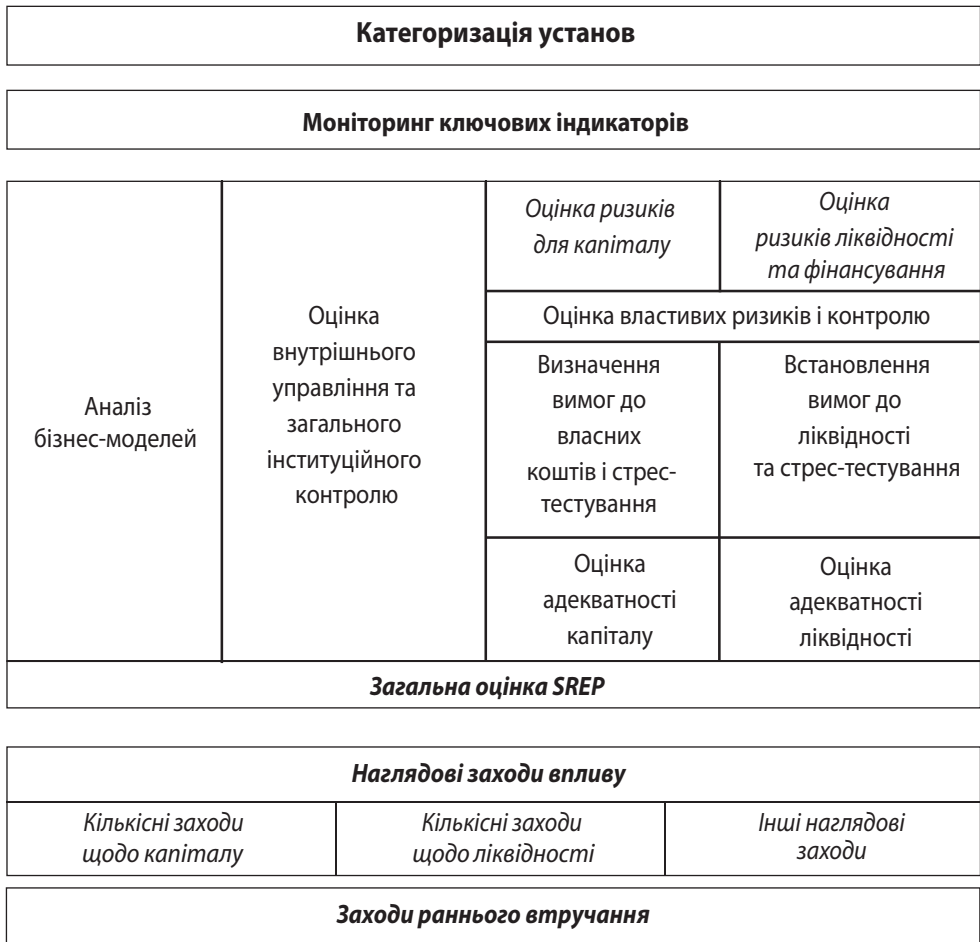 Категоризація установ
Моніторинг ключових індикаторів
Аналіз
бізнес-моделей
Оцінка
внутрішнього
управління та
загального
інституційного
контролю
Оцінка ризиків
для капіталу
Оцінка
ризиків ліквідності
та фінансування
Оцінка властивих ризиків і контролю
Визначення
вимог до
власних
коштів і стрес-
тестування
Встановлення
вимог до
ліквідності
та стрес-тестування
Оцінка
адекватності
капіталу
Оцінка
адекватності
ліквідності
Загальна оцінка SREP
Наглядові заходи впливу
Кількісні заходи
щодо капіталу
Кількісні заходи
щодо ліквідності
Інші наглядові
заходи
Заходи раннього втручання